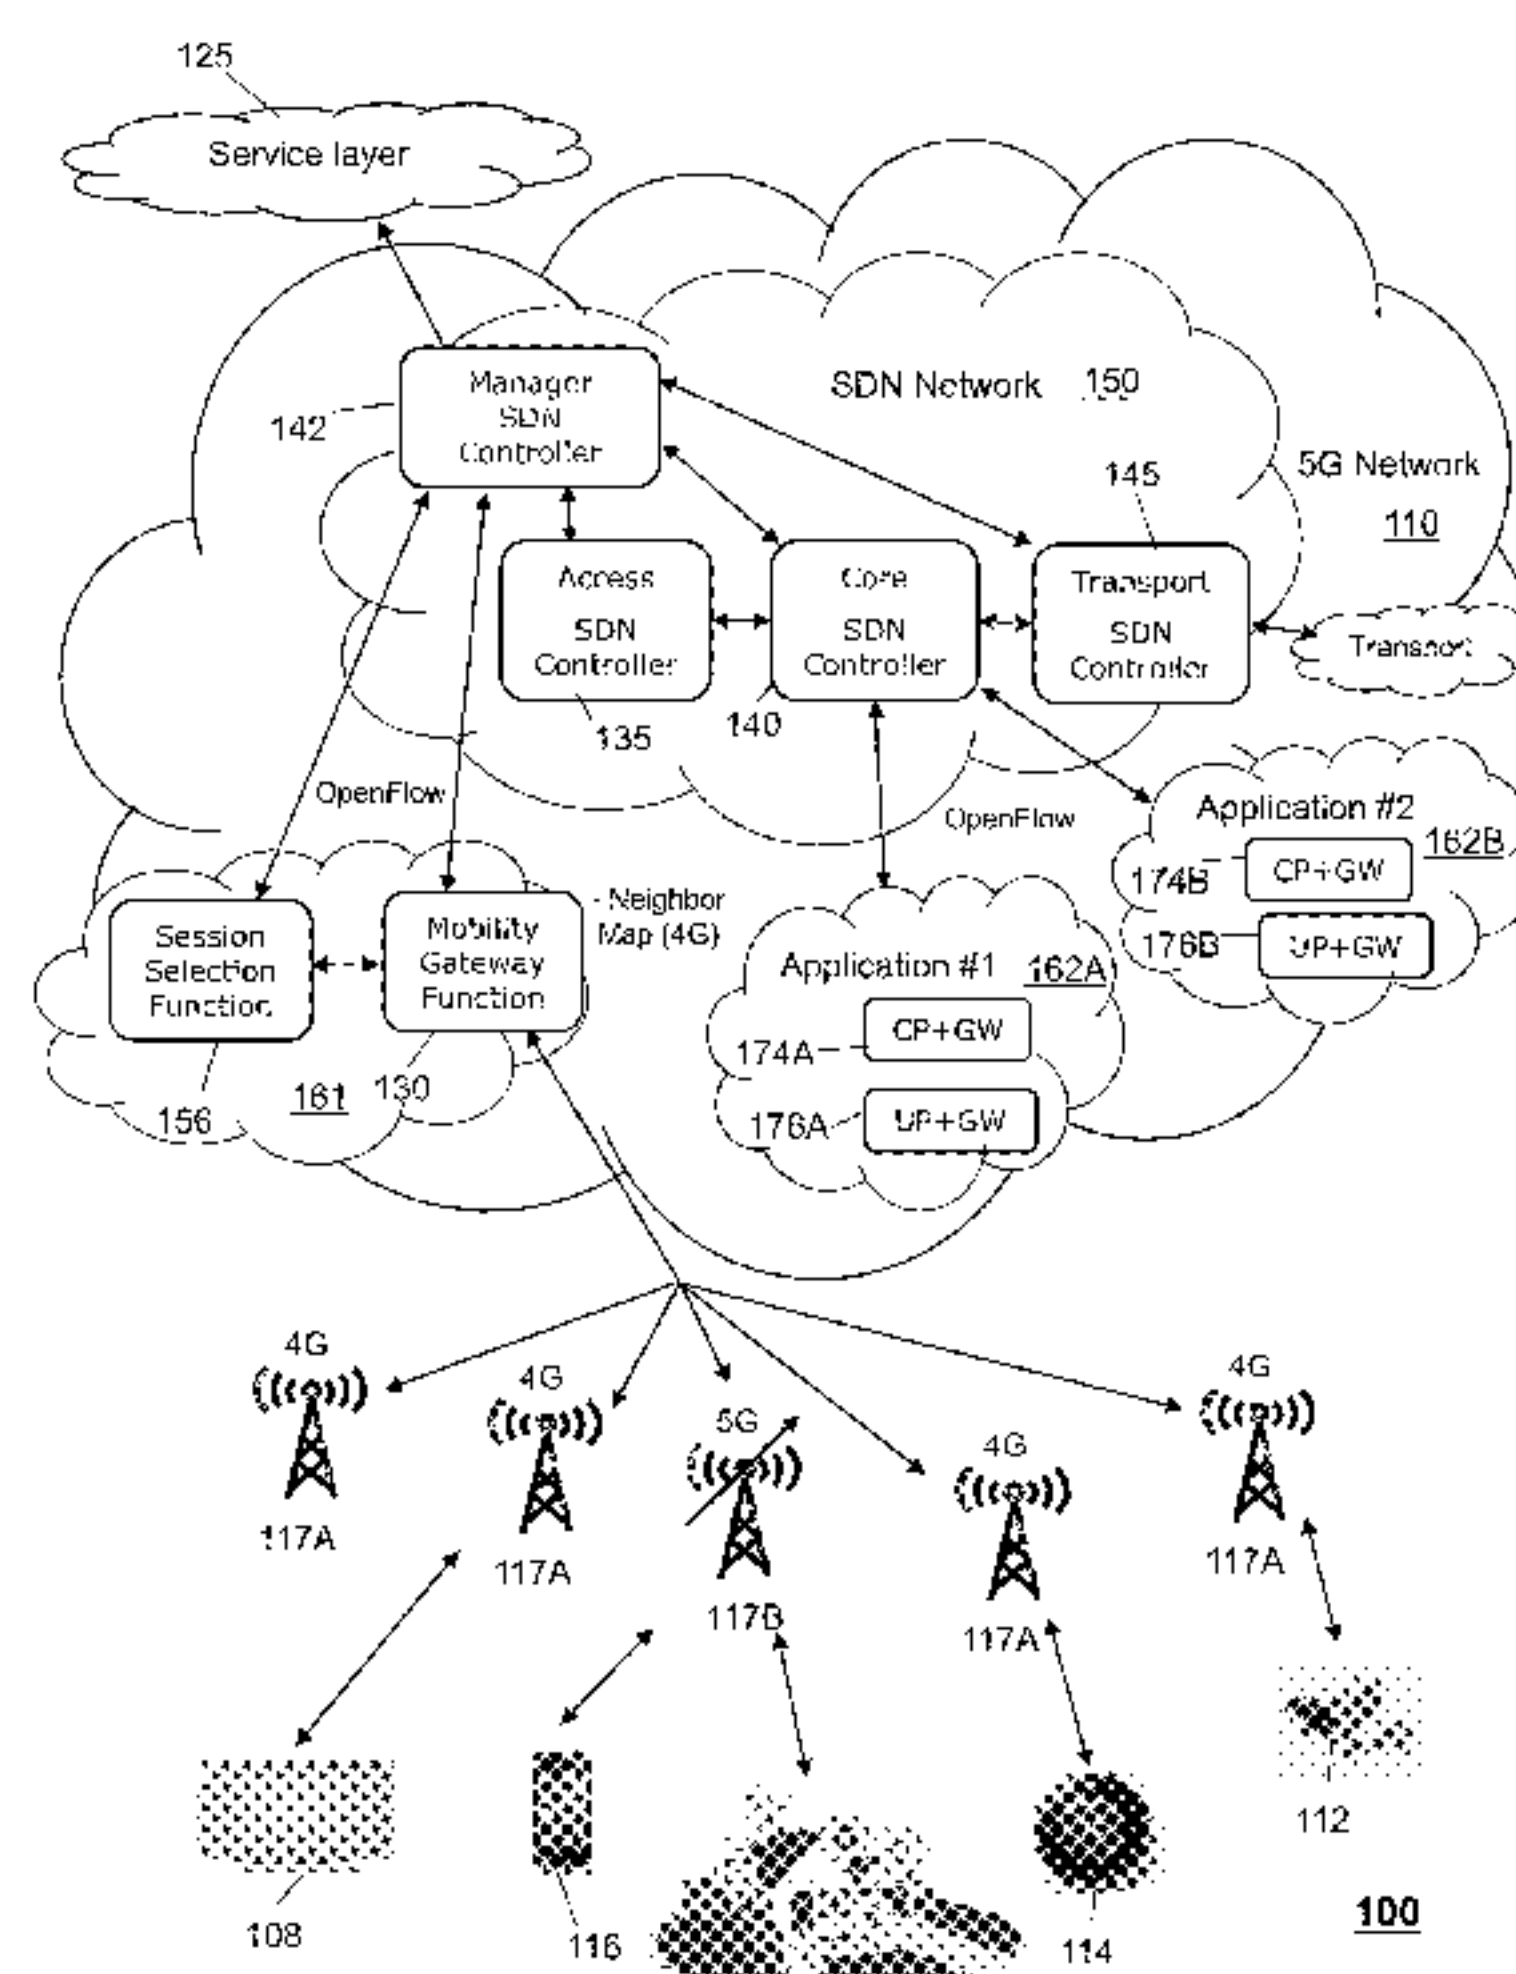 125
Service layer
Manager
SDN
Controller
142
SDN Network 150
5G Network
110
145
Access
SDN
Controller
135
Core
SDN
Controller
140
Transport
SDN
Controller
Transport
OpenFlow
OpenFlow
Application #2
162B
174B
CP+GW
176B
UP+GW
Session
Selection
Function
156
Mobility
Gateway
Function
130
161
- Neighbor
Map (4G)
Application #1
162A
174A
CP+GW
176A
UP+GW
4G
117A
4G
117A
5G
117B
4G
117A
4G
117A
108
116
114
112
100